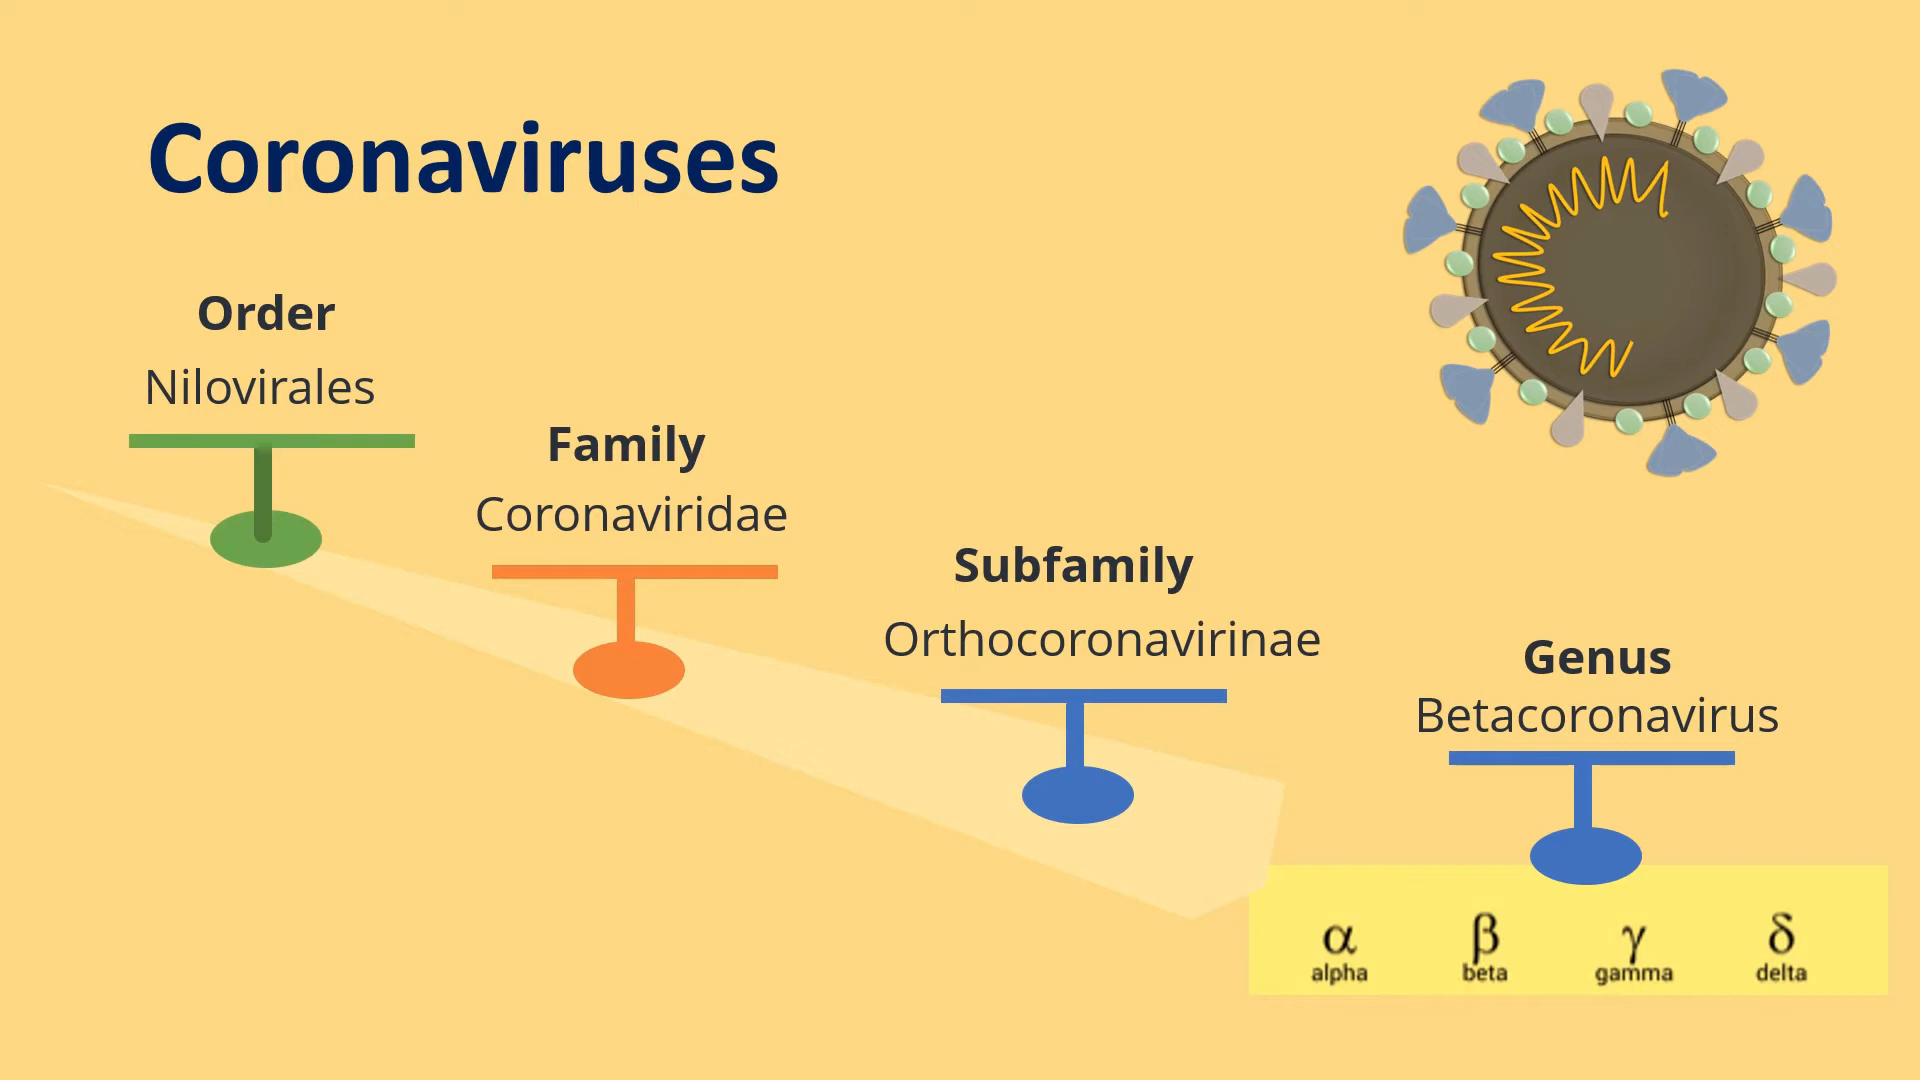 Coronaviruses
Order
Nilovirales
Family
Coronaviridae
Subfamily
Orthocoronavirinae
Genus
Betacoronavirus
α β γ δ
alpha beta gamma delta